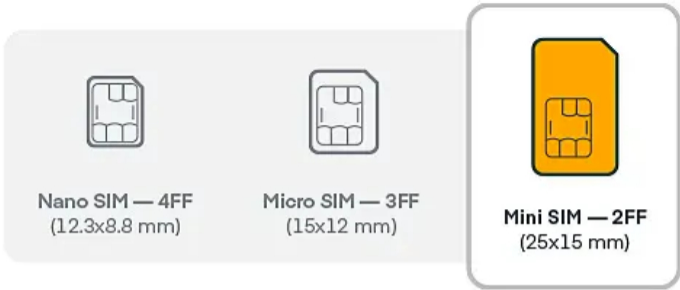 Nano SIM — 4FF
(12.3x8.8 mm)
Micro SIM — 3FF
(15x12 mm)
Mini SIM — 2FF
(25x15 mm)